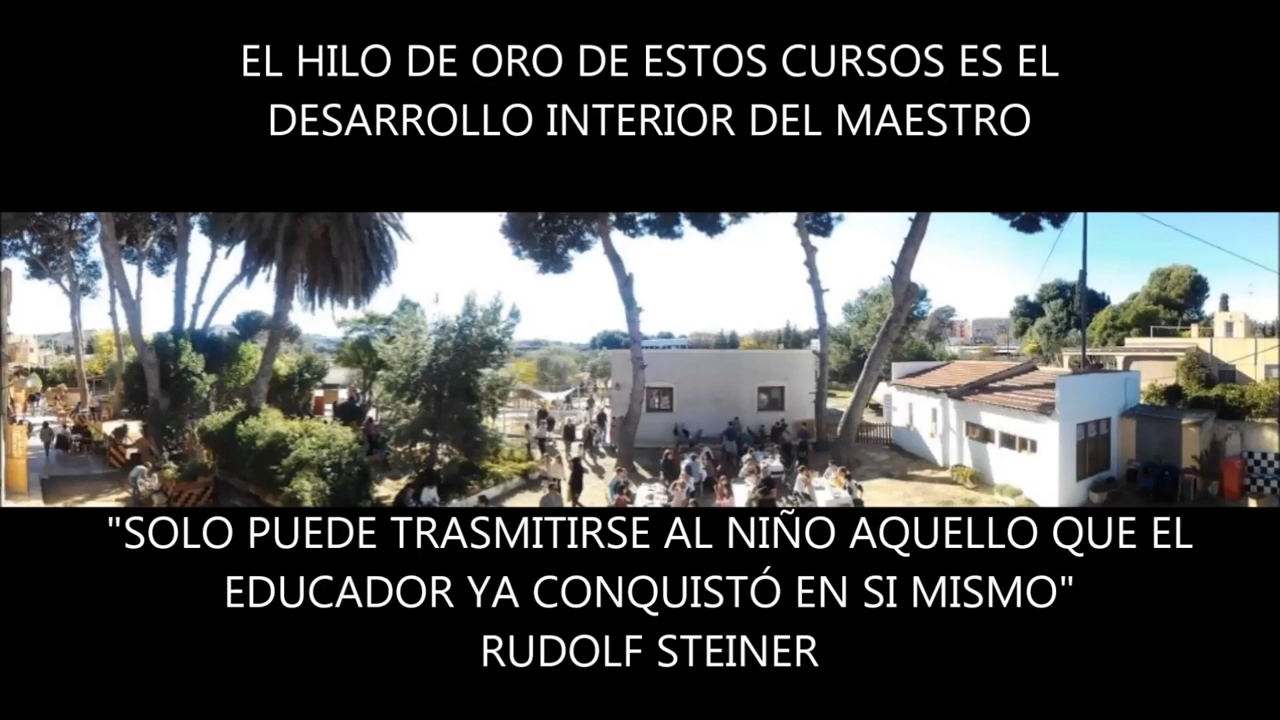 EL HILO DE ORO DE ESTOS CURSOS ES EL
DESARROLLO INTERIOR DEL MAESTRO
"SOLO PUEDE TRASMITIRSE AL NIÑO AQUELLO QUE EL
EDUCADOR YA CONQUISTÓ EN SI MISMO"
RUDOLF STEINER